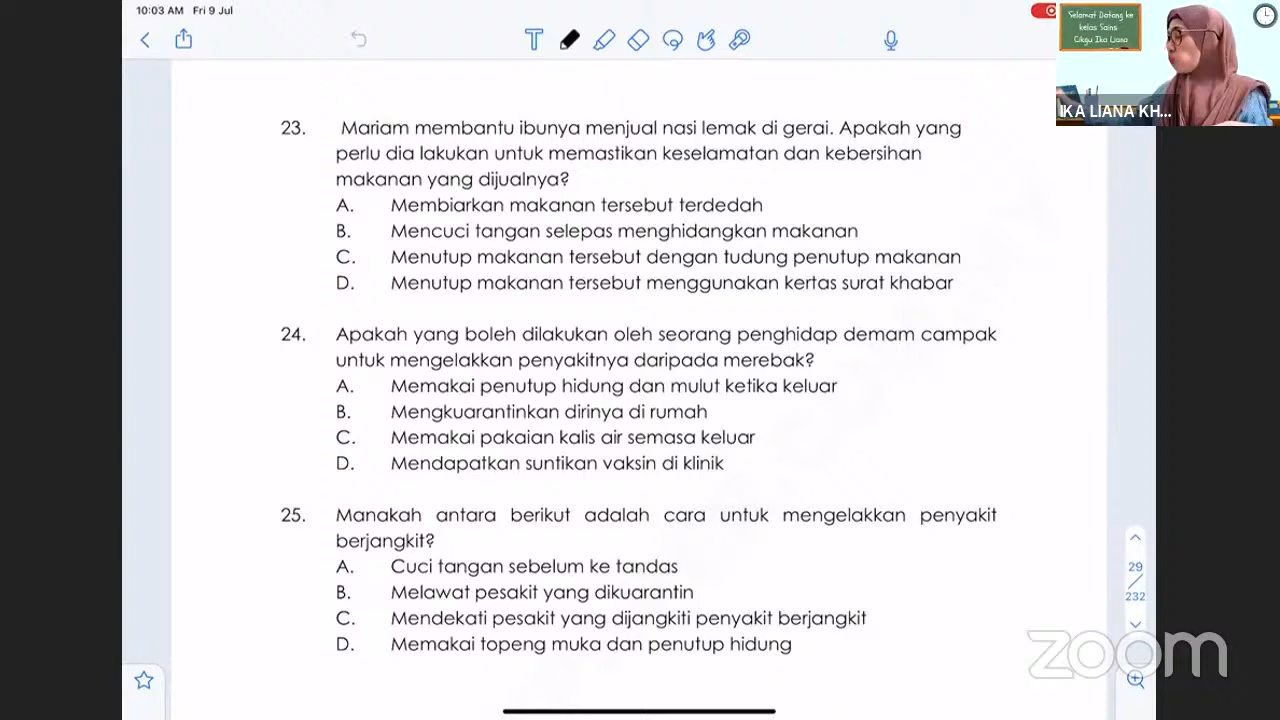 10:03 AM Fri 9 Jul
Selamat Datang ke
kelas Sains
Cikgu Ika Liana
IKA LIANA KH...
23. Mariam membantu ibunya menjual nasi lemak di gerai. Apakah yang
perlu dia lakukan untuk memastikan keselamatan dan kebersihan
makanan yang dijualnya?
A. Membiarkan makanan tersebut terdedah
B. Mencuci tangan selepas menghidangkan makanan
C. Menutup makanan tersebut dengan tudung penutup makanan
D. Menutup makanan tersebut menggunakan kertas surat khabar
24. Apakah yang boleh dilakukan oleh seorang penghidap demam campak
untuk mengelakkan penyakitnya daripada merebak?
A. Memakai penutup hidung dan mulut ketika keluar
B. Mengkuarantinkan dirinya di rumah
C. Memakai pakaian kalis air semasa keluar
D. Mendapatkan suntikan vaksin di klinik
25. Manakah antara berikut adalah cara untuk mengelakkan penyakit
berjangkit?
A. Cuci tangan sebelum ke tandas
B. Melawat pesakit yang dikuarantin
C. Mendekati pesakit yang dijangkiti penyakit berjangkit
D. Memakai topeng muka dan penutup hidung
29
/
232
zoom